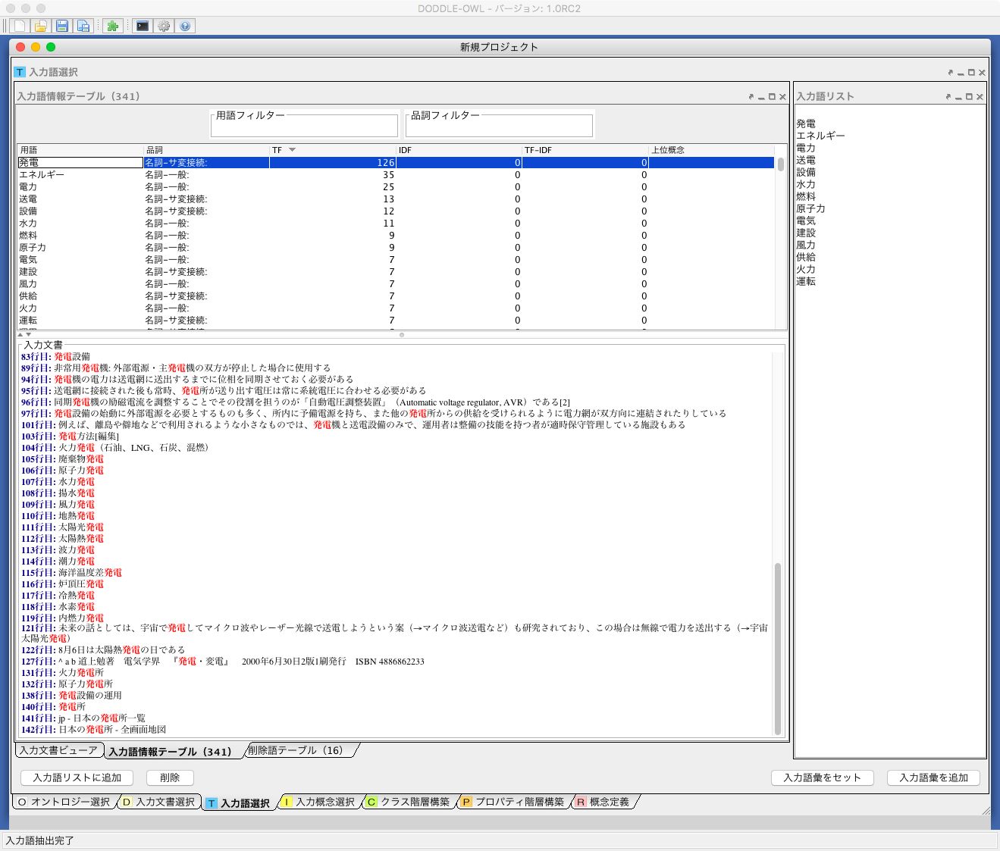 DODDLE-OWL - バージョン: 1.0RC2
新規プロジェクト
T 入力語選択
入力語情報テーブル（341）
用語フィルター 品詞フィルター
用語 品詞 TF IDF TF-IDF 上位概念
発電 名詞-サ変接続: 126 0 0
エネルギー 名詞-一般: 35 0 0
電力 名詞-一般: 25 0 0
送電 名詞-サ変接続: 13 0 0
設備 名詞-サ変接続: 12 0 0
水力 名詞-一般: 11 0 0
燃料 名詞-一般: 9 0 0
原子力 名詞-一般: 9 0 0
電気 名詞-一般: 7 0 0
建設 名詞-サ変接続: 7 0 0
風力 名詞-一般: 7 0 0
供給 名詞-サ変接続: 7 0 0
火力 名詞-一般: 7 0 0
運転 名詞-サ変接続: 7 0 0
入力文書
83行目: 発電設備
89行目: 非常用発電機: 外部電源・主発電機の双方が停止した場合に使用する
94行目: 発電機の電力は送電網に送出するまでに位相を同期させておく必要がある
95行目: 送電網に接続された後も常時、発電所が送り出す電圧は常に系統電圧に合わせる必要がある
96行目: 同期発電機の励磁電流を調整することでその役割を担うのが「自動電圧調整装置」（Automatic voltage regulator, AVR）である[2]
97行目: 発電設備の始動に外部電源を必要とするものも多く、所内に予備電源を持ち、また他の発電所からの供給を受けられるように電力網が双方向に連結されたりしている
101行目: 例えば、離島や僻地などで利用されるような小さなものでは、発電機と送電設備のみで、運用者は整備の技能を持つ者が適時保守管理している施設もある
103行目: 発電方法[編集]
104行目: 火力発電（石油、LNG、石炭、混燃）
105行目: 廃棄物発電
106行目: 原子力発電
107行目: 水力発電
108行目: 揚水発電
109行目: 風力発電
110行目: 地熱発電
111行目: 太陽光発電
112行目: 太陽熱発電
113行目: 波力発電
114行目: 潮力発電
115行目: 海洋温度差発電
116行目: 炉頂圧発電
117行目: 冷熱発電
118行目: 水素発電
119行目: 内燃力発電
121行目: 未来の話としては、宇宙で発電してマイクロ波やレーザー光線で送電しようという案（→マイクロ波送電など）も研究されており、この場合は無線で電力を送出する（→宇宙
太陽光発電）
122行目: 8月6日は太陽熱発電の日である
127行目: ^ a b 道上勉著　電気学界　『発電・変電』　2000年6月30日2版1刷発行　ISBN 4886862233
131行目: 火力発電所
132行目: 原子力発電所
138行目: 発電設備の運用
140行目: 発電所
141行目: jp - 日本の発電所一覧
142行目: 日本の発電所 - 全画面地図
入力文書ビューア 入力語情報テーブル（341） 削除語テーブル（16）
入力語リストに追加 削除
入力語リスト
発電
エネルギー
電力
送電
設備
水力
燃料
原子力
電気
建設
風力
供給
火力
運転
入力語彙をセット 入力語彙を追加
O オントロジー選択 D 入力文書選択 T 入力語選択 I 入力概念選択 C クラス階層構築 P プロパティ階層構築 R 概念定義
入力語抽出完了